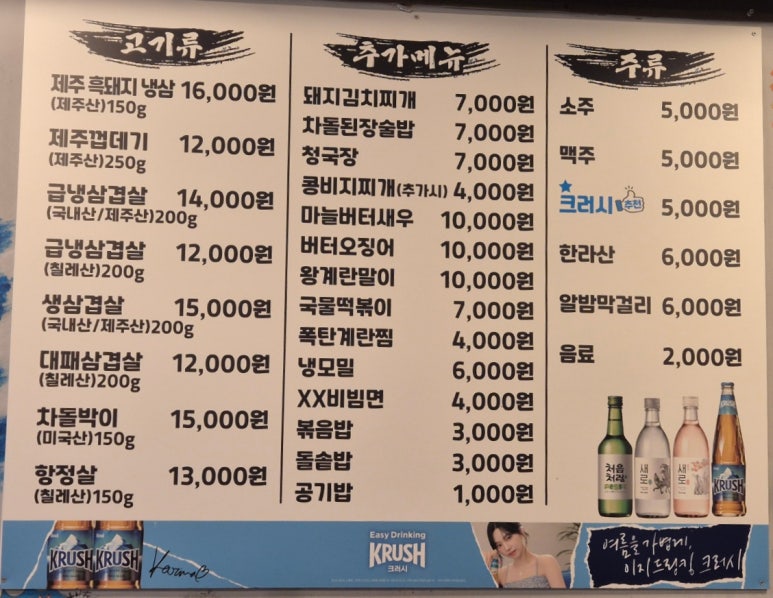 고기류
제주 흑돼지 냉삼 16,000원
(제주산)150g
제주껍데기 12,000원
(제주산)250g
급냉삼겹살 14,000원
(국내산/제주산)200g
급냉삼겹살 12,000원
(칠레산)200g
생삼겹살 15,000원
(국내산/제주산)200g
대패삼겹살 12,000원
(칠레산)200g
차돌박이 15,000원
(미국산)150g
항정살 13,000원
(칠레산)150g
추가메뉴
돼지김치찌개 7,000원
차돌된장술밥 7,000원
청국장 7,000원
콩비지찌개(추가시) 4,000원
마늘버터새우 10,000원
버터오징어 10,000원
왕계란말이 10,000원
국물떡볶이 7,000원
폭탄계란찜 4,000원
냉모밀 6,000원
XX비빔면 4,000원
볶음밥 3,000원
돌솥밥 3,000원
공기밥 1,000원
주류
소주 5,000원
맥주 5,000원
크러시 추천 5,000원
한라산 6,000원
알밤막걸리 6,000원
음료 2,000원
처음
처럼
새로
새로
KRUSH
KRUSH KRUSH
Karina
Easy Drinking
KRUSH
크러시
여름을 가볍게,
이지 드링킹 크러시